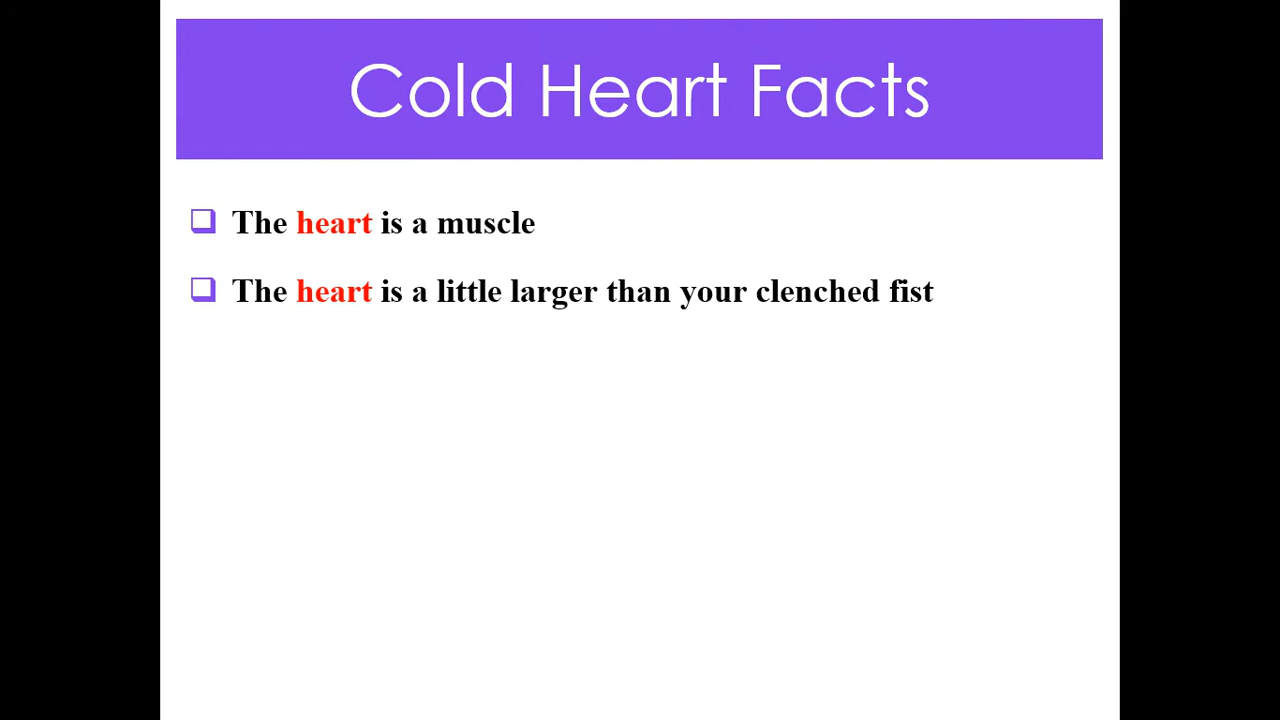 Cold Heart Facts
The heart is a muscle
The heart is a little larger than your clenched fist